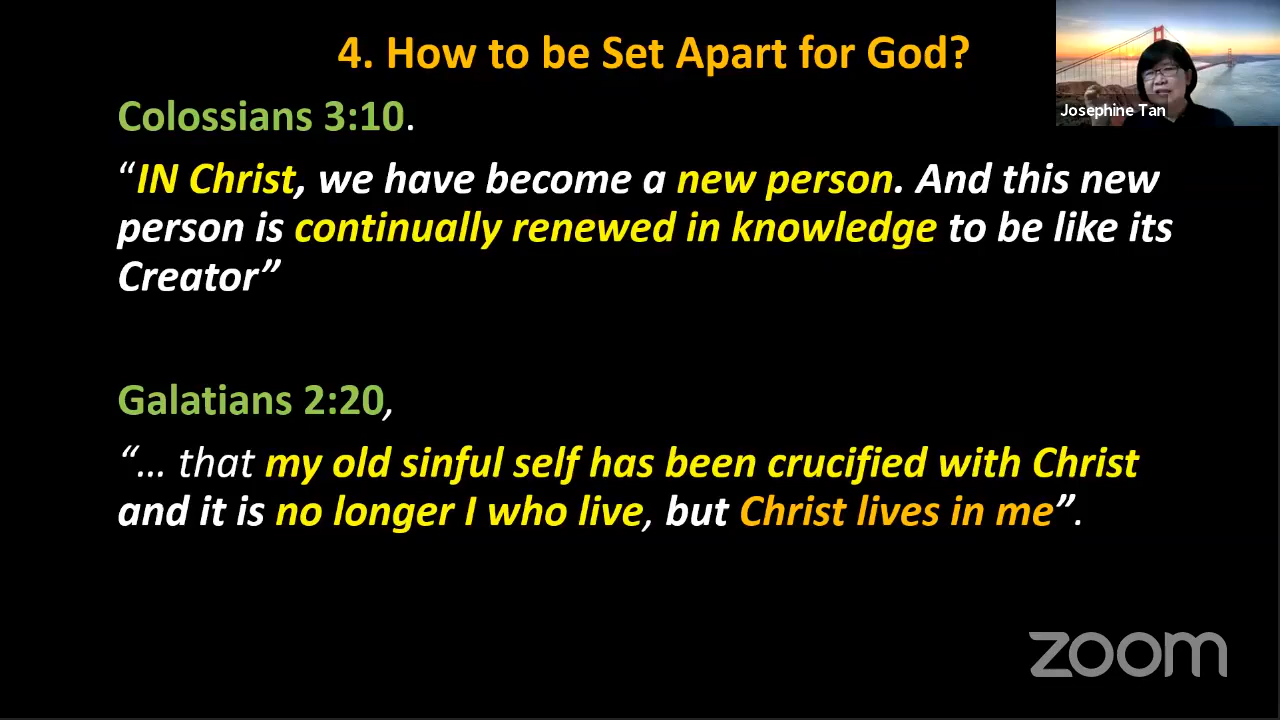 4. How to be Set Apart for God?
Josephine Tan
Colossians 3:10.
“IN Christ, we have become a new person. And this new
person is continually renewed in knowledge to be like its
Creator”
Galatians 2:20,
“... that my old sinful self has been crucified with Christ
and it is no longer I who live, but Christ lives in me”.
zoom